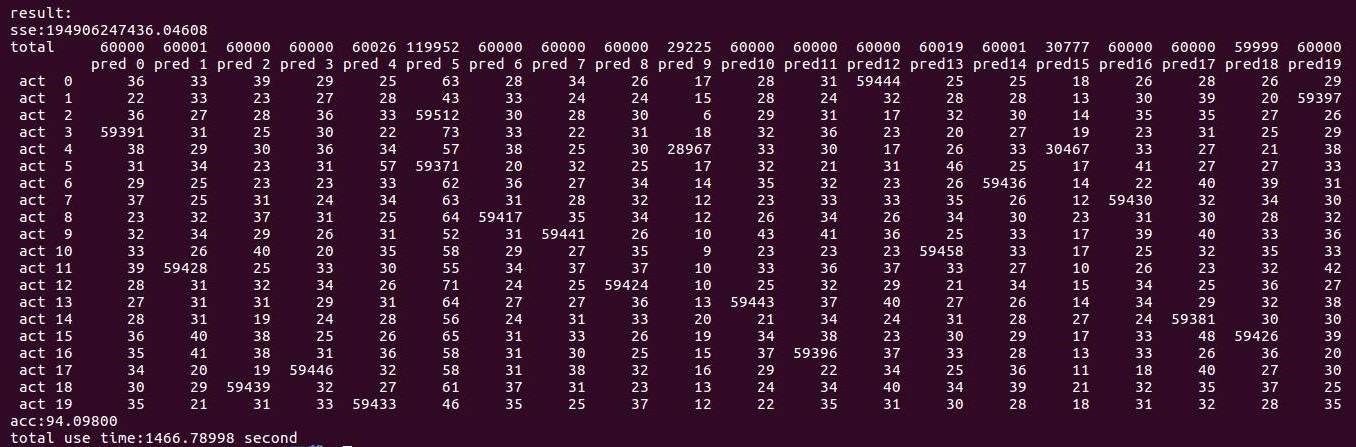 result:
sse:194906247436.04608
total 60000 60001 60000 60000 60026 119952 60000 60000 60000 29225 60000 60000 60000 60019 60001 30777 60000 60000 59999 60000
pred 0 pred 1 pred 2 pred 3 pred 4 pred 5 pred 6 pred 7 pred 8 pred 9 pred10 pred11 pred12 pred13 pred14 pred15 pred16 pred17 pred18 pred19
act 0 36 33 39 29 25 63 28 34 26 17 28 31 59444 25 25 18 26 28 26 29
act 1 22 33 23 27 28 43 33 24 24 15 28 24 32 28 28 13 30 39 20 59397
act 2 36 27 28 36 33 59512 30 28 30 6 29 31 17 32 30 14 35 35 27 26
act 3 59391 31 25 30 22 73 33 22 31 18 32 36 23 20 27 19 23 31 25 29
act 4 38 29 30 36 34 57 38 25 30 28967 33 30 17 26 33 30467 33 27 21 38
act 5 31 34 23 31 57 59371 20 32 25 17 32 21 31 46 25 17 41 27 27 33
act 6 29 25 23 23 33 62 36 27 34 14 35 32 23 26 59436 14 22 40 39 31
act 7 37 25 31 24 34 63 31 28 32 12 23 33 33 35 26 12 59430 32 34 30
act 8 23 32 37 31 25 64 59417 35 34 12 26 34 26 34 30 23 31 30 28 32
act 9 32 34 29 26 31 52 31 59441 26 10 43 41 36 25 33 17 39 40 33 36
act 10 33 26 40 20 35 58 29 27 35 9 23 23 23 59458 33 17 25 32 35 33
act 11 39 59428 25 33 30 55 34 37 37 10 33 36 37 33 27 10 26 23 32 42
act 12 28 31 32 34 26 71 24 25 59424 10 25 32 29 21 34 15 34 25 36 27
act 13 27 31 31 29 31 64 27 27 36 13 59443 37 40 27 26 14 34 29 32 38
act 14 28 31 19 24 28 56 24 31 33 20 21 34 24 31 28 27 24 59381 30 30
act 15 36 40 38 25 26 65 31 33 26 19 34 38 23 30 29 17 33 48 59426 39
act 16 35 41 38 31 36 58 31 30 25 15 37 59396 37 33 28 13 33 26 36 20
act 17 34 20 19 59446 32 58 31 38 32 16 29 22 34 25 36 11 18 40 27 30
act 18 30 29 59439 32 27 61 37 31 23 13 24 34 40 34 39 21 32 35 37 25
act 19 35 21 31 33 59433 46 35 25 37 12 22 35 31 30 28 18 31 32 28 35
acc:94.09800
total use time:1466.78998 second